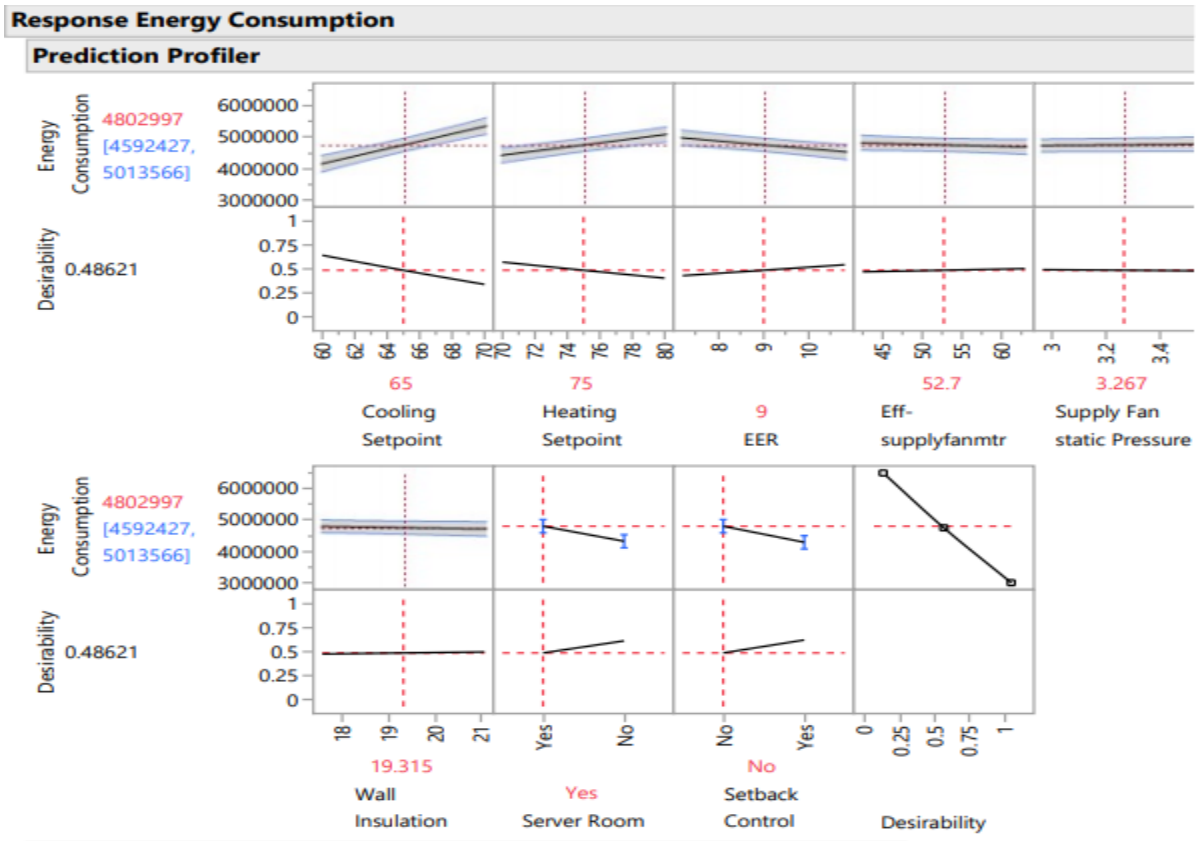 Response Energy Consumption
Prediction Profiler
Energy
Consumption
4802997
[4592427,
5013566]
6000000
5000000
4000000
3000000
Desirability
0.48621
1
0.75
0.5
0.25
0
60 62 64 66 68 70
70 72 74 76 78 80
8 9 10
45 50 55 60
3 3.2 3.4
65
75
9
52.7
3.267
Cooling
Setpoint
Heating
Setpoint
EER
Eff-
supplyfanmtr
Supply Fan
static Pressure
Energy
Consumption
4802997
[4592427,
5013566]
6000000
5000000
4000000
3000000
Desirability
0.48621
1
0.75
0.5
0.25
0
18 19 20 21
Yes No
No Yes
0 0.25 0.5 0.75 1
19.315
Wall
Insulation
Yes
Server Room
No
Setback
Control
Desirability